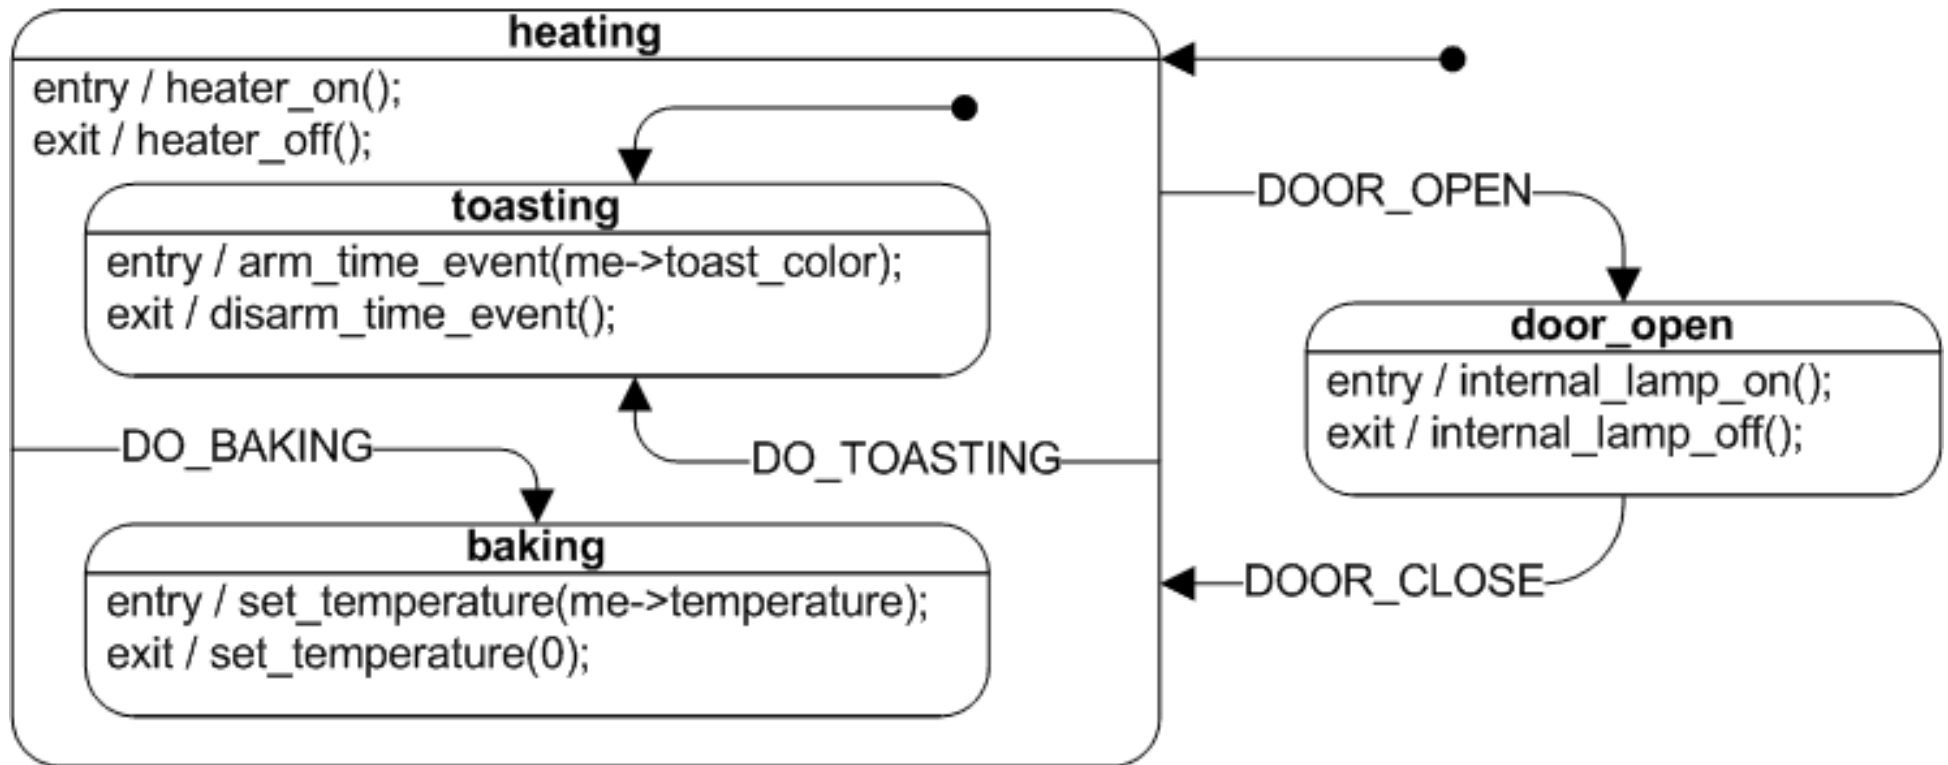 heating
entry / heater_on();
exit / heater_off();
toasting
entry / arm_time_event(me->toast_color);
exit / disarm_time_event();
DO_BAKING
DO_TOASTING
baking
entry / set_temperature(me->temperature);
exit / set_temperature(0);
DOOR_OPEN
door_open
entry / internal_lamp_on();
exit / internal_lamp_off();
DOOR_CLOSE